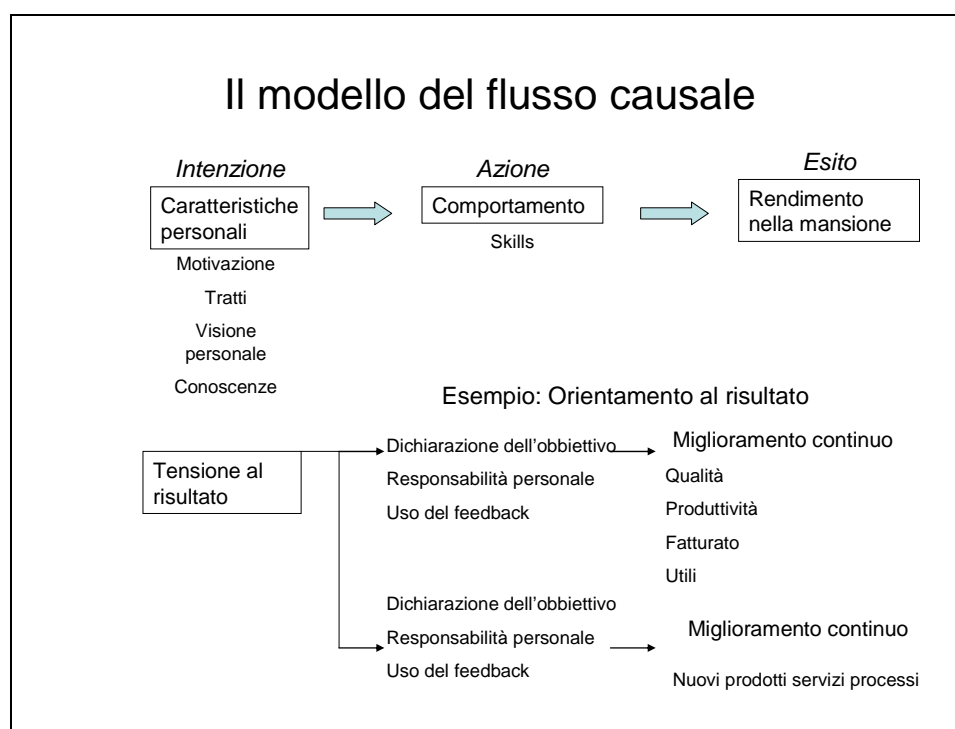 Il modello del flusso causale
Intenzione
Azione
Esito
Caratteristiche
personali
Comportamento
Rendimento
nella mansione
Skills
Motivazione
Tratti
Visione
personale
Conoscenze
Esempio: Orientamento al risultato
Tensione al
risultato
Dichiarazione dell'obbiettivo
Responsabilità personale
Uso del feedback
Miglioramento continuo
Qualità
Produttività
Fatturato
Utili
Dichiarazione dell'obbiettivo
Responsabilità personale
Uso del feedback
Miglioramento continuo
Nuovi prodotti servizi processi